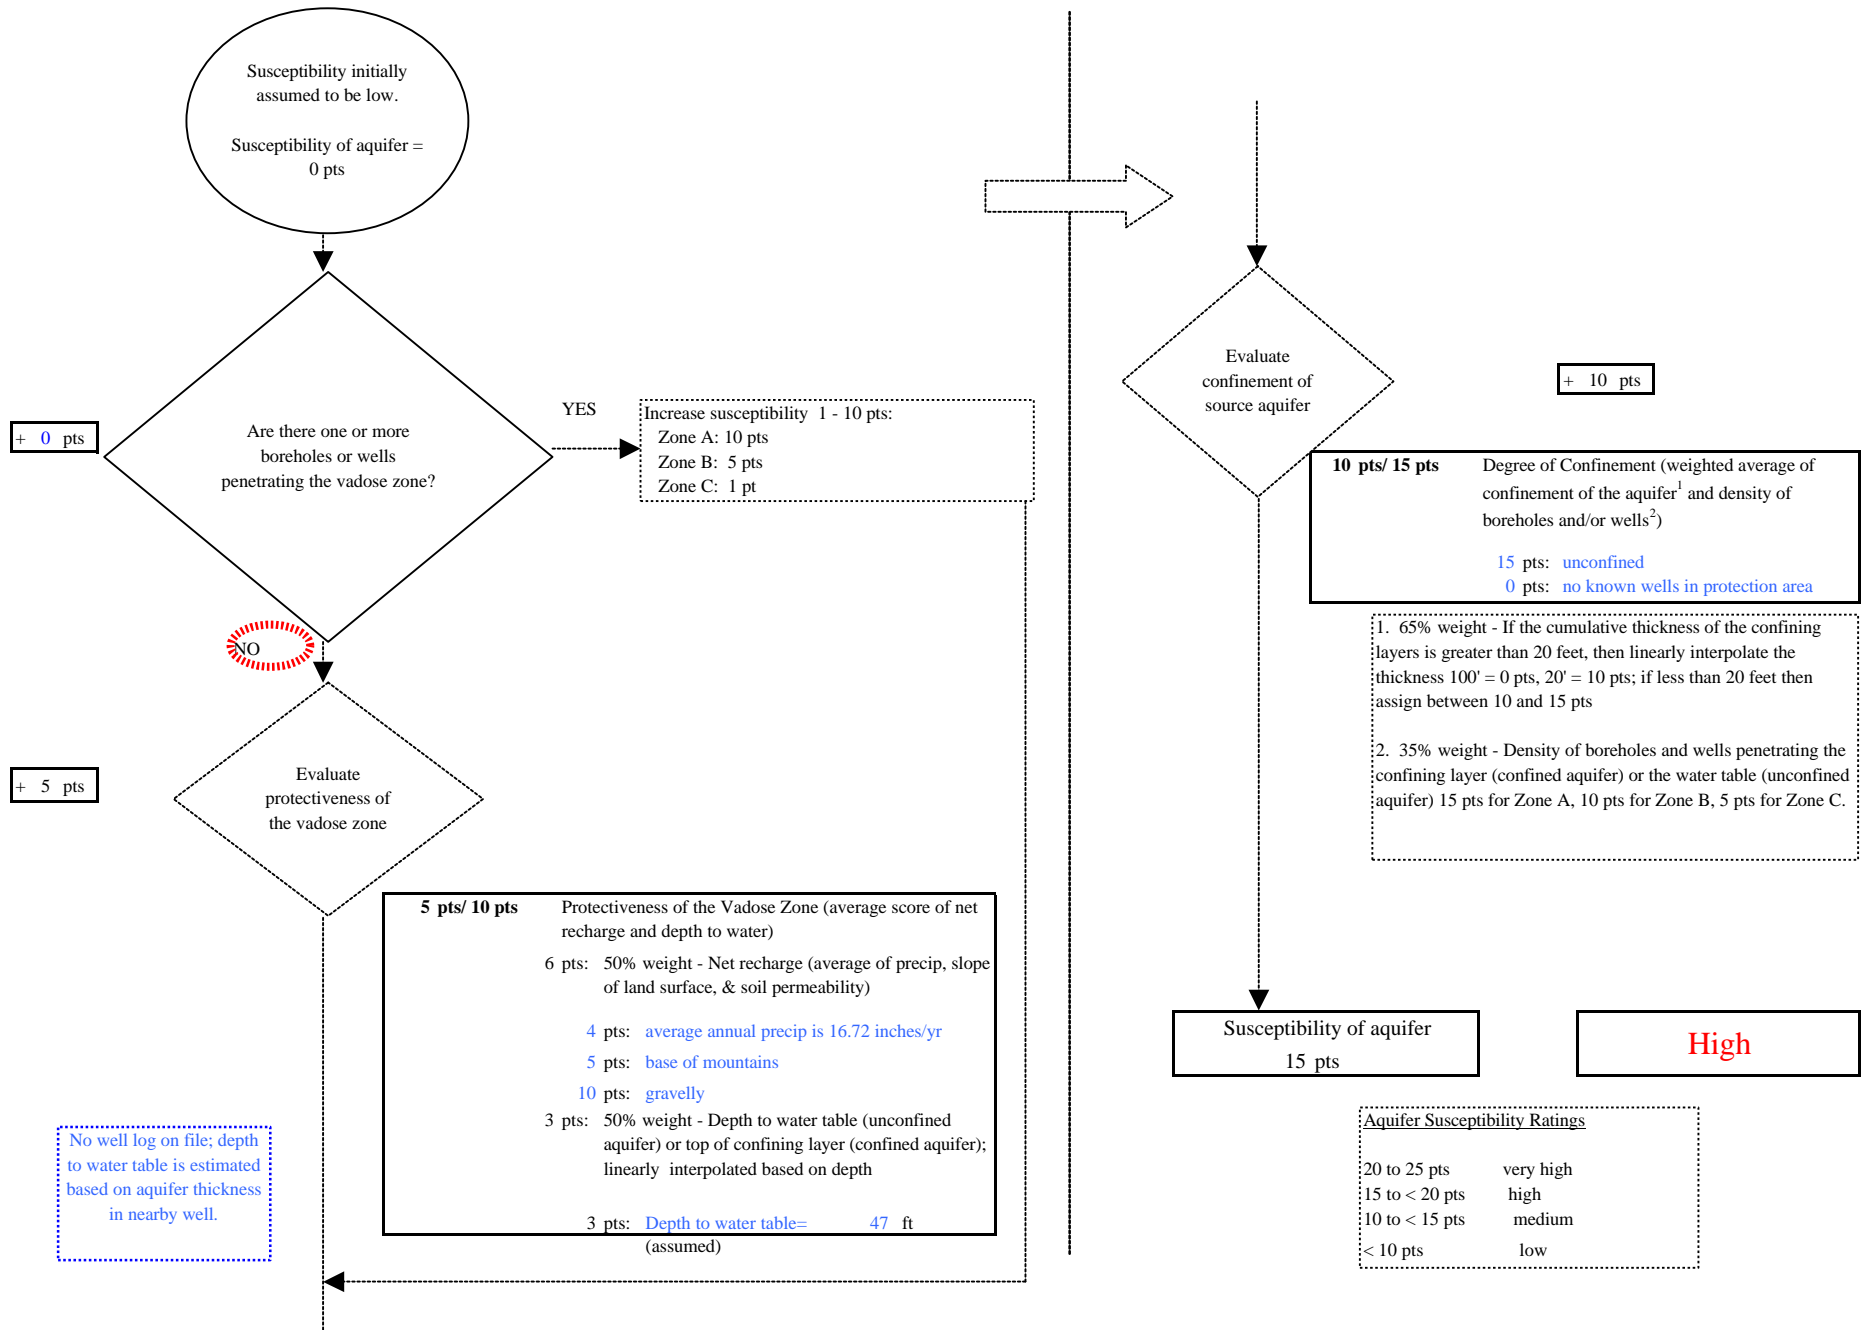 Susceptibility initially
assumed to be low.
Susceptibility of aquifer =
0 pts
+ 0 pts
Are there one or more
boreholes or wells
penetrating the vadose zone?
YES
Increase susceptibility 1 - 10 pts:
Zone A: 10 pts
Zone B: 5 pts
Zone C: 1 pt
NO
+ 5 pts
Evaluate
protectiveness of
the vadose zone
5 pts/ 10 pts Protectiveness of the Vadose Zone (average score of net
recharge and depth to water)
6 pts: 50% weight - Net recharge (average of precip, slope
of land surface, & soil permeability)
4 pts: average annual precip is 16.72 inches/yr
5 pts: base of mountains
10 pts: gravelly
3 pts: 50% weight - Depth to water table (unconfined
aquifer) or top of confining layer (confined aquifer);
linearly interpolated based on depth
3 pts: Depth to water table= 47 ft
(assumed)
No well log on file; depth
to water table is estimated
based on aquifer thickness
in nearby well.
Evaluate
confinement of
source aquifer
+ 10 pts
10 pts/ 15 pts Degree of Confinement (weighted average of
confinement of the aquifer1 and density of
boreholes and/or wells2)
15 pts: unconfined
0 pts: no known wells in protection area
1. 65% weight - If the cumulative thickness of the confining
layers is greater than 20 feet, then linearly interpolate the
thickness 100' = 0 pts, 20' = 10 pts; if less than 20 feet then
assign between 10 and 15 pts
2. 35% weight - Density of boreholes and wells penetrating the
confining layer (confined aquifer) or the water table (unconfined
aquifer) 15 pts for Zone A, 10 pts for Zone B, 5 pts for Zone C.
Susceptibility of aquifer
15 pts
High
Aquifer Susceptibility Ratings
20 to 25 pts very high
15 to < 20 pts high
10 to < 15 pts medium
< 10 pts low